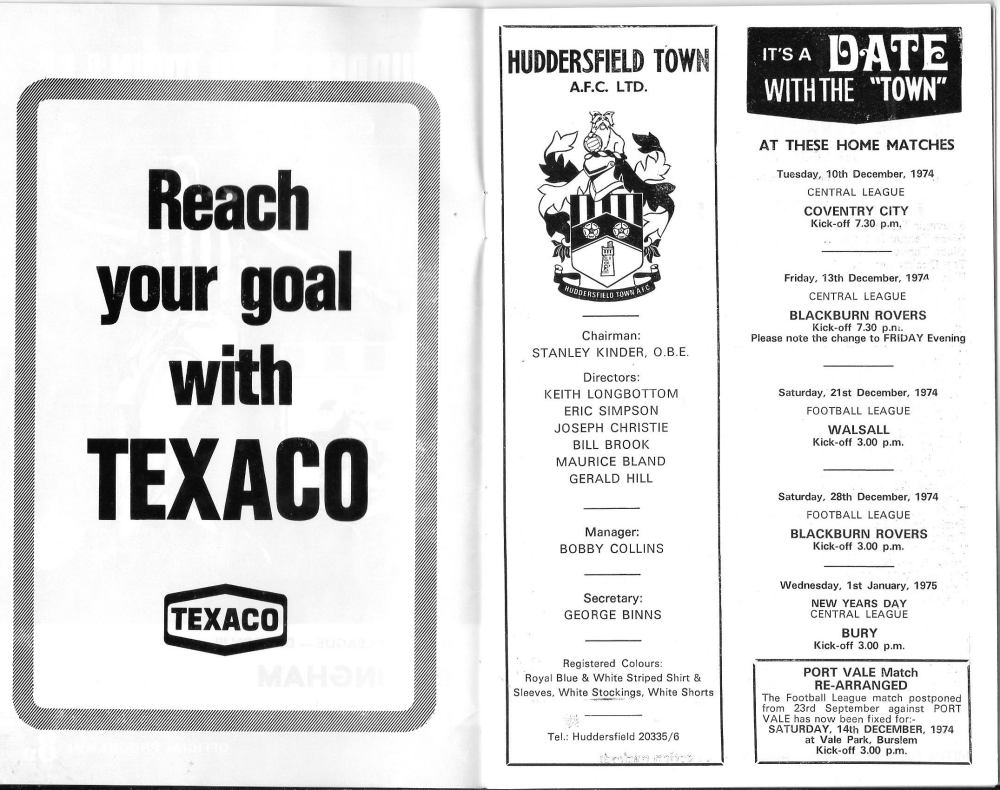 Reach
your goal
with
TEXACO
TEXACO
HUDDERSFIELD TOWN
A.F.C. LTD.
HUDDERSFIELD TOWN AFC
Chairman:
STANLEY KINDER, O.B.E.
Directors:
KEITH LONGBOTTOM
ERIC SIMPSON
JOSEPH CHRISTIE
BILL BROOK
MAURICE BLAND
GERALD HILL
Manager:
BOBBY COLLINS
Secretary:
GEORGE BINNS
Registered Colours:
Royal Blue & White Striped Shirt &
Sleeves, White Stockings, White Shorts
Tel.: Huddersfield 20335/6
IT'S A DATE
WITH THE "TOWN"
AT THESE HOME MATCHES
Tuesday, 10th December, 1974
CENTRAL LEAGUE
COVENTRY CITY
Kick-off 7.30 p.m.
Friday, 13th December, 1974
CENTRAL LEAGUE
BLACKBURN ROVERS
Kick-off 7.30 p.m.
Please note the change to FRIDAY Evening
Saturday, 21st December, 1974
FOOTBALL LEAGUE
WALSALL
Kick-off 3.00 p.m.
Saturday, 28th December, 1974
FOOTBALL LEAGUE
BLACKBURN ROVERS
Kick-off 3.00 p.m.
Wednesday, 1st January, 1975
NEW YEARS DAY
CENTRAL LEAGUE
BURY
Kick-off 3.00 p.m.
PORT VALE Match
RE-ARRANGED
The Football League match postponed
from 23rd September against PORT
VALE has now been fixed for:-
SATURDAY, 14th DECEMBER, 1974
at Vale Park, Burslem
Kick-off 3.00 p.m.